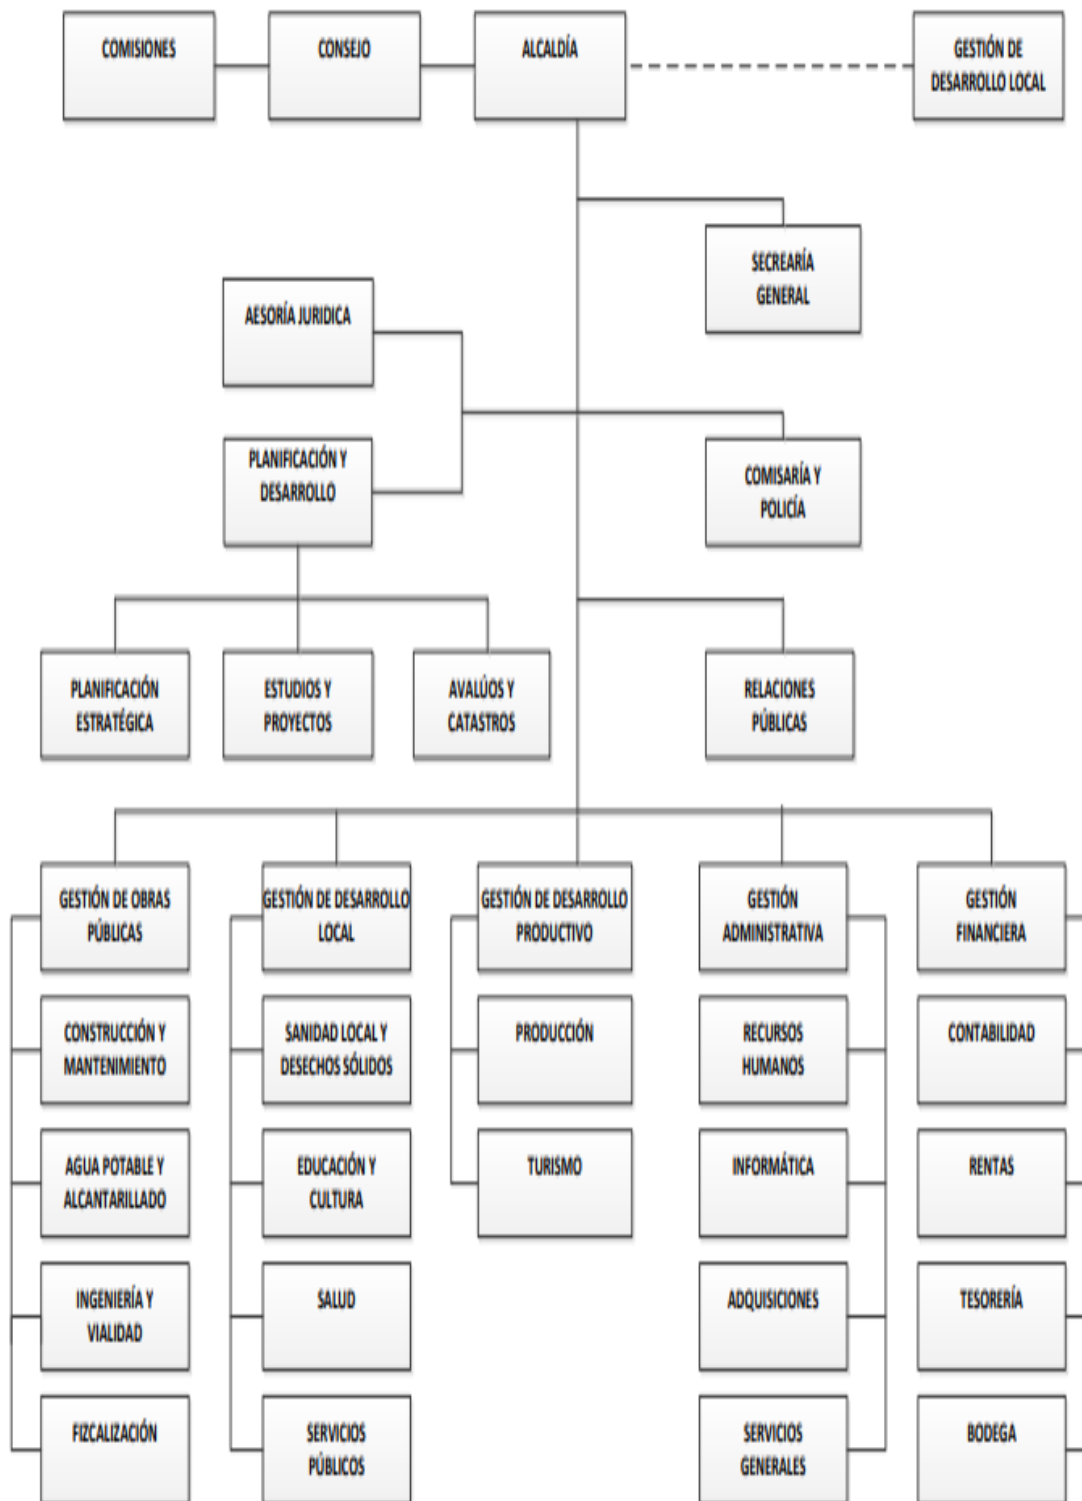 COMISIONES
CONSEJO
ALCALDÍA
GESTIÓN DE
DESARROLLO LOCAL
SECREARÍA
GENERAL
AESORÍA JURIDICA
PLANIFICACIÓN Y
DESARROLLO
COMISARÍA Y
POLICÍA
PLANIFICACIÓN
ESTRATÉGICA
ESTUDIOS Y
PROYECTOS
AVALÚOS Y
CATASTROS
RELACIONES
PÚBLICAS
GESTIÓN DE OBRAS
PÚBLICAS
GESTIÓN DE DESARROLLO
LOCAL
GESTIÓN DE DESARROLLO
PRODUCTIVO
GESTIÓN
ADMINISTRATIVA
GESTIÓN
FINANCIERA
CONSTRUCCIÓN Y
MANTENIMIENTO
SANIDAD LOCAL Y
DESECHOS SÓLIDOS
PRODUCCIÓN
RECURSOS
HUMANOS
CONTABILIDAD
AGUA POTABLE Y
ALCANTARILLADO
EDUCACIÓN Y
CULTURA
TURISMO
INFORMÁTICA
RENTAS
INGENIERÍA Y
VIALIDAD
SALUD
ADQUISICIONES
TESORERÍA
FIZCALIZACIÓN
SERVICIOS
PÚBLICOS
SERVICIOS
GENERALES
BODEGA